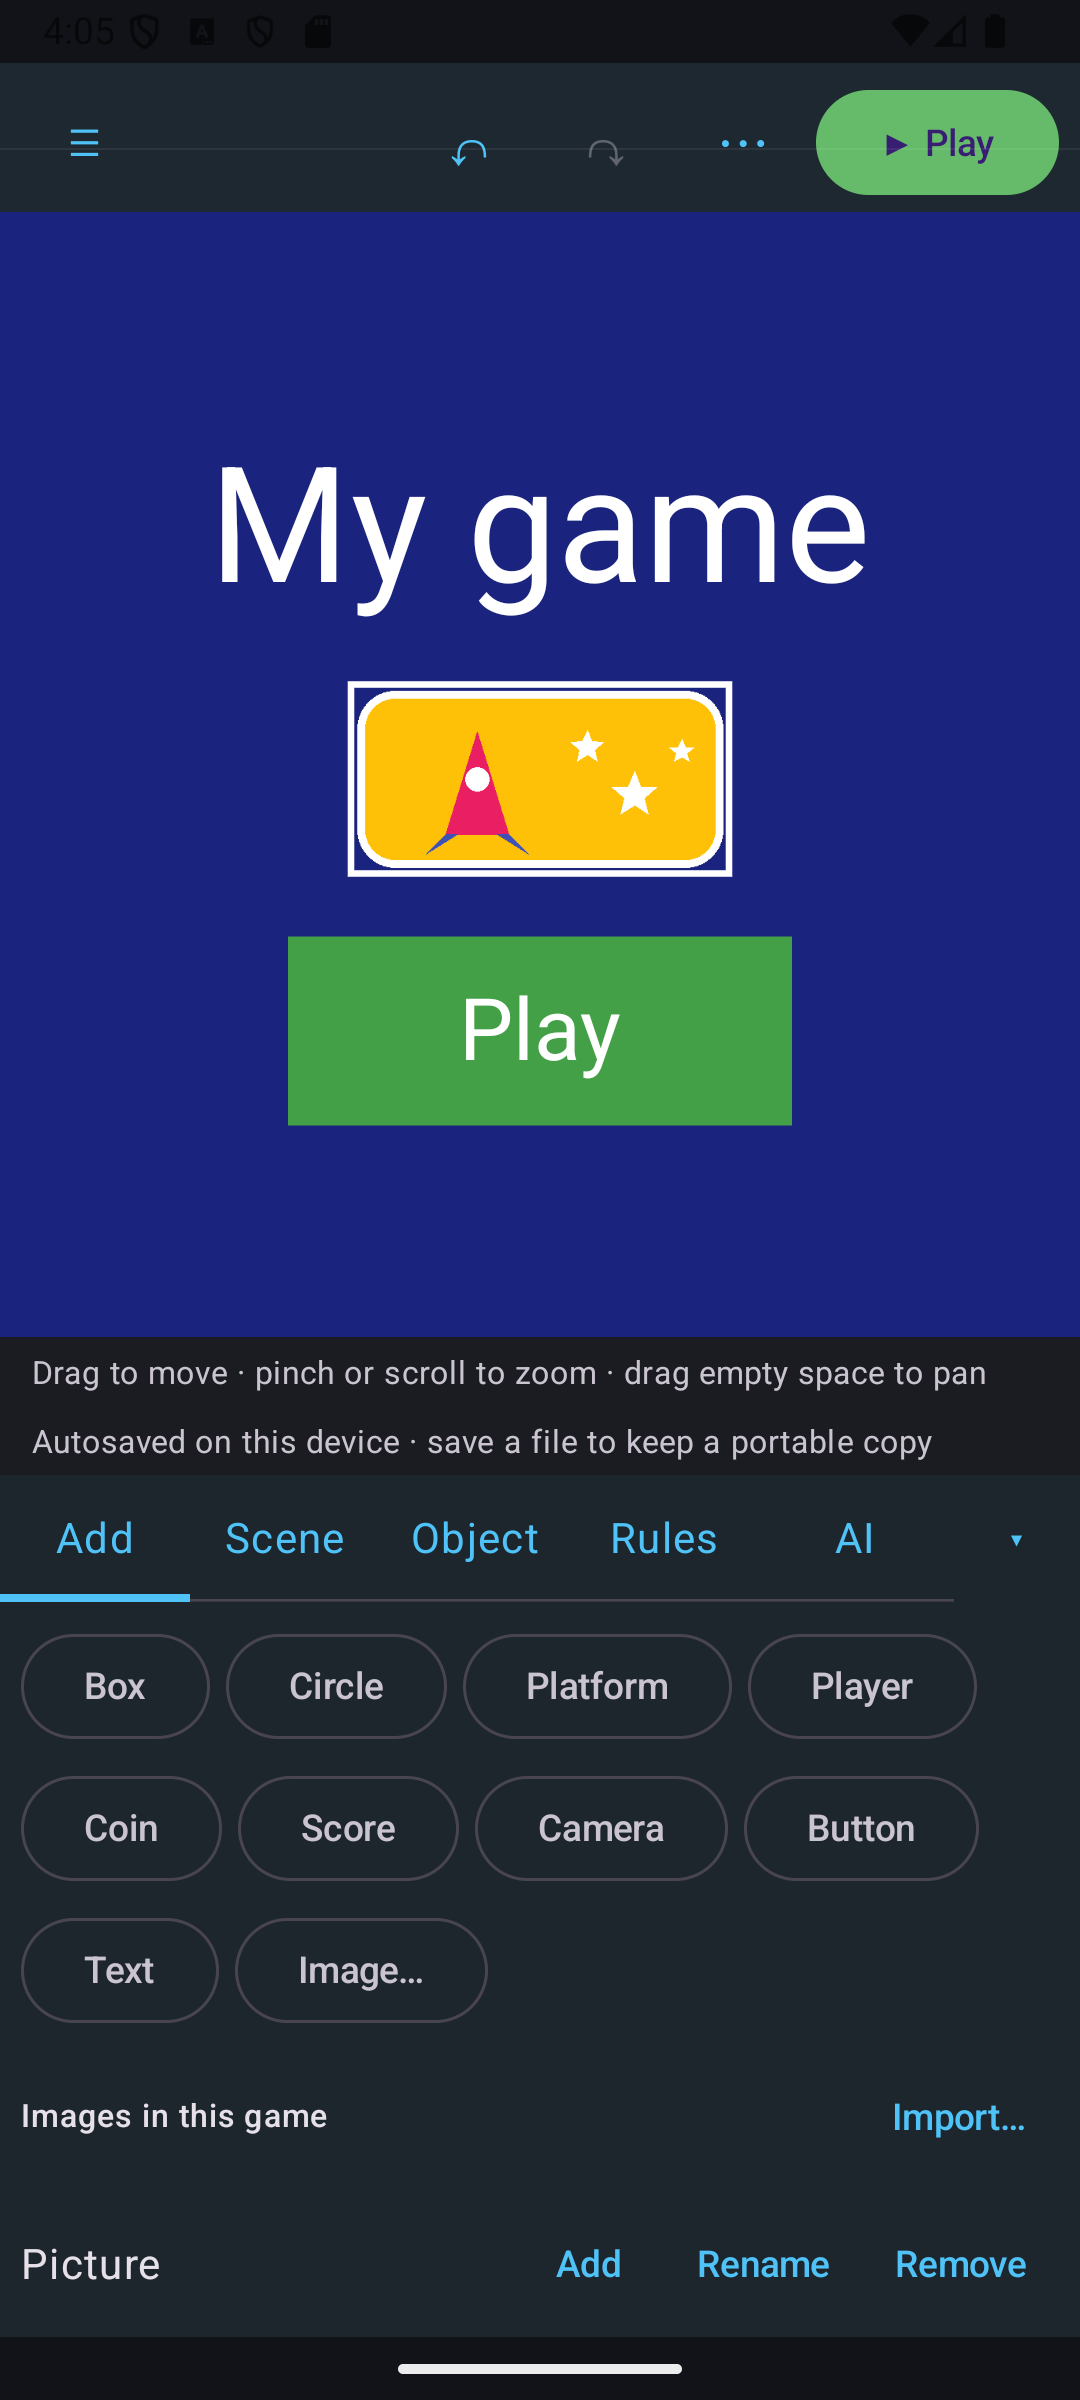 4:05
Play
My game
Play
Drag to move · pinch or scroll to zoom · drag empty space to pan
Autosaved on this device · save a file to keep a portable copy
Add Scene Object Rules AI
Box Circle Platform Player
Coin Score Camera Button
Text Image...
Images in this game Import...
Picture Add Rename Remove